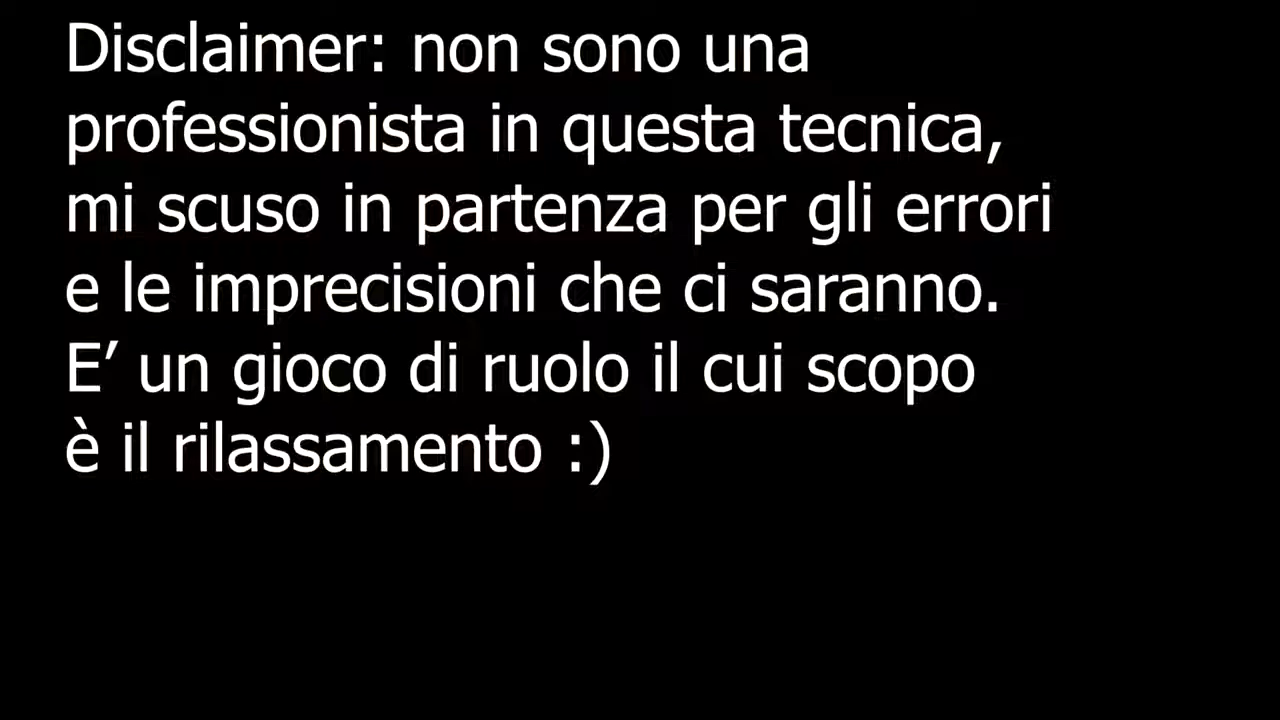 Disclaimer: non sono una
professionista in questa tecnica,
mi scuso in partenza per gli errori
e le imprecisioni che ci saranno.
E’ un gioco di ruolo il cui scopo
è il rilassamento :)